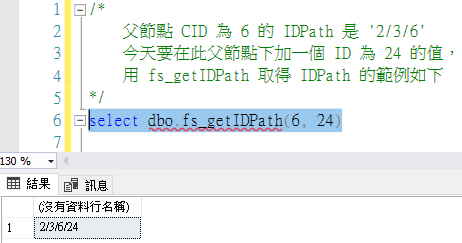 1 /*
2 父節點 CID 為 6 的 IDPath 是 '2/3/6'
3 今天要在此父節點下加一個 ID 為 24 的值，
4 用 fs_getIDPath 取得 IDPath 的範例如下
5 */
6 select dbo.fs_getIDPath(6, 24)
7
130 %
結果 訊息
(沒有資料行名稱)
1 2/3/6/24